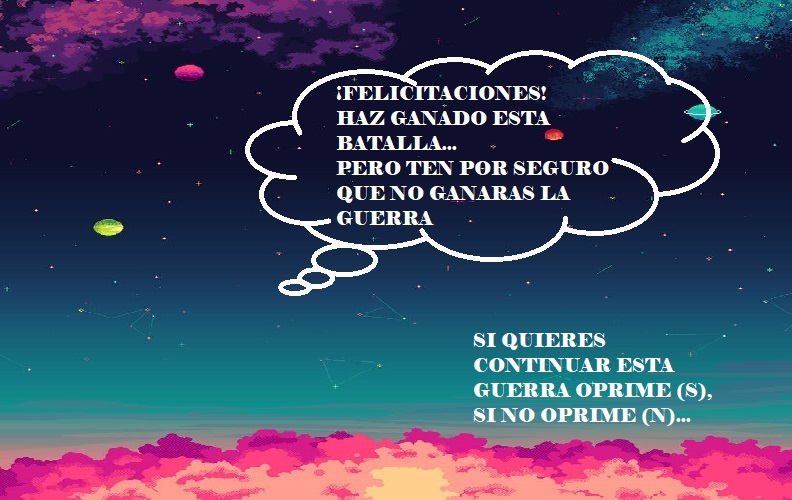 ¡FELICITACIONES!
HAZ GANADO ESTA
BATALLA...
PERO TEN POR SEGURO
QUE NO GANARAS LA
GUERRA
SI QUIERES
CONTINUAR ESTA
GUERRA OPRIME (S),
SI NO OPRIME (N)...